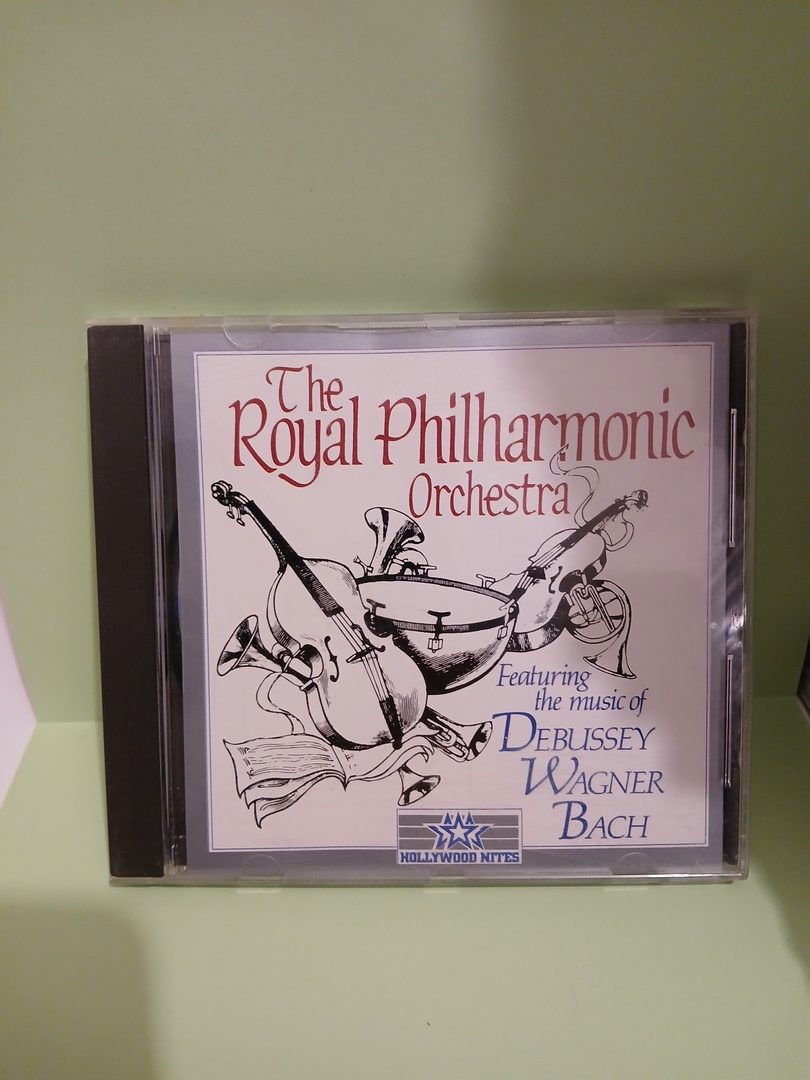 The
Royal Philharmonic
Orchestra
Featuring
the music of
DEBUSSEY
WAGNER
BACH
HOLLYWOOD NITES